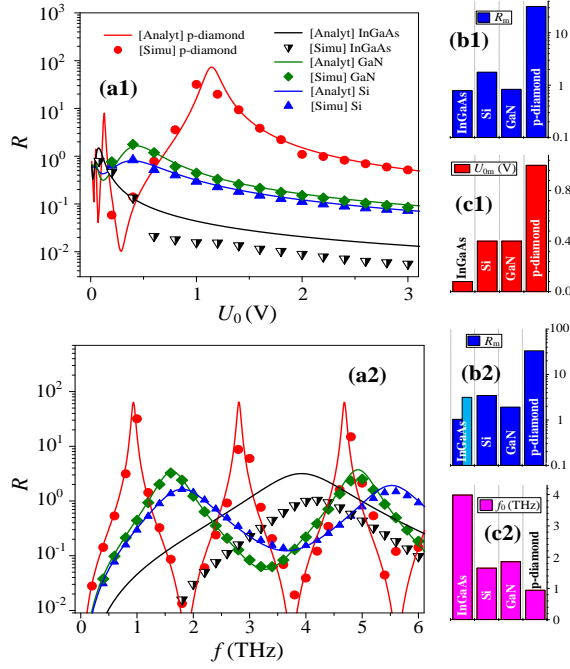 [Analyt] p-diamond
[Simu] p-diamond
[Analyt] InGaAs
[Simu] InGaAs
[Analyt] GaN
[Simu] GaN
[Analyt] Si
[Simu] Si
(a1)
10²
10¹
10⁰
10⁻¹
10⁻²
R
0
1
2
3
U₀ (V)
(b1)
Rₘ
InGaAs
Si
GaN
p-diamond
10
1
0.1
(c1)
U₀ₘ (V)
InGaAs
Si
GaN
p-diamond
0.8
0.4
0.0
(a2)
10²
10¹
10⁰
10⁻¹
10⁻²
R
0
1
2
3
4
5
6
f (THz)
(b2)
Rₘ
InGaAs
Si
GaN
p-diamond
100
10
1
0.1
(c2)
f₀ (THz)
InGaAs
Si
GaN
p-diamond
4
3
2
1
0